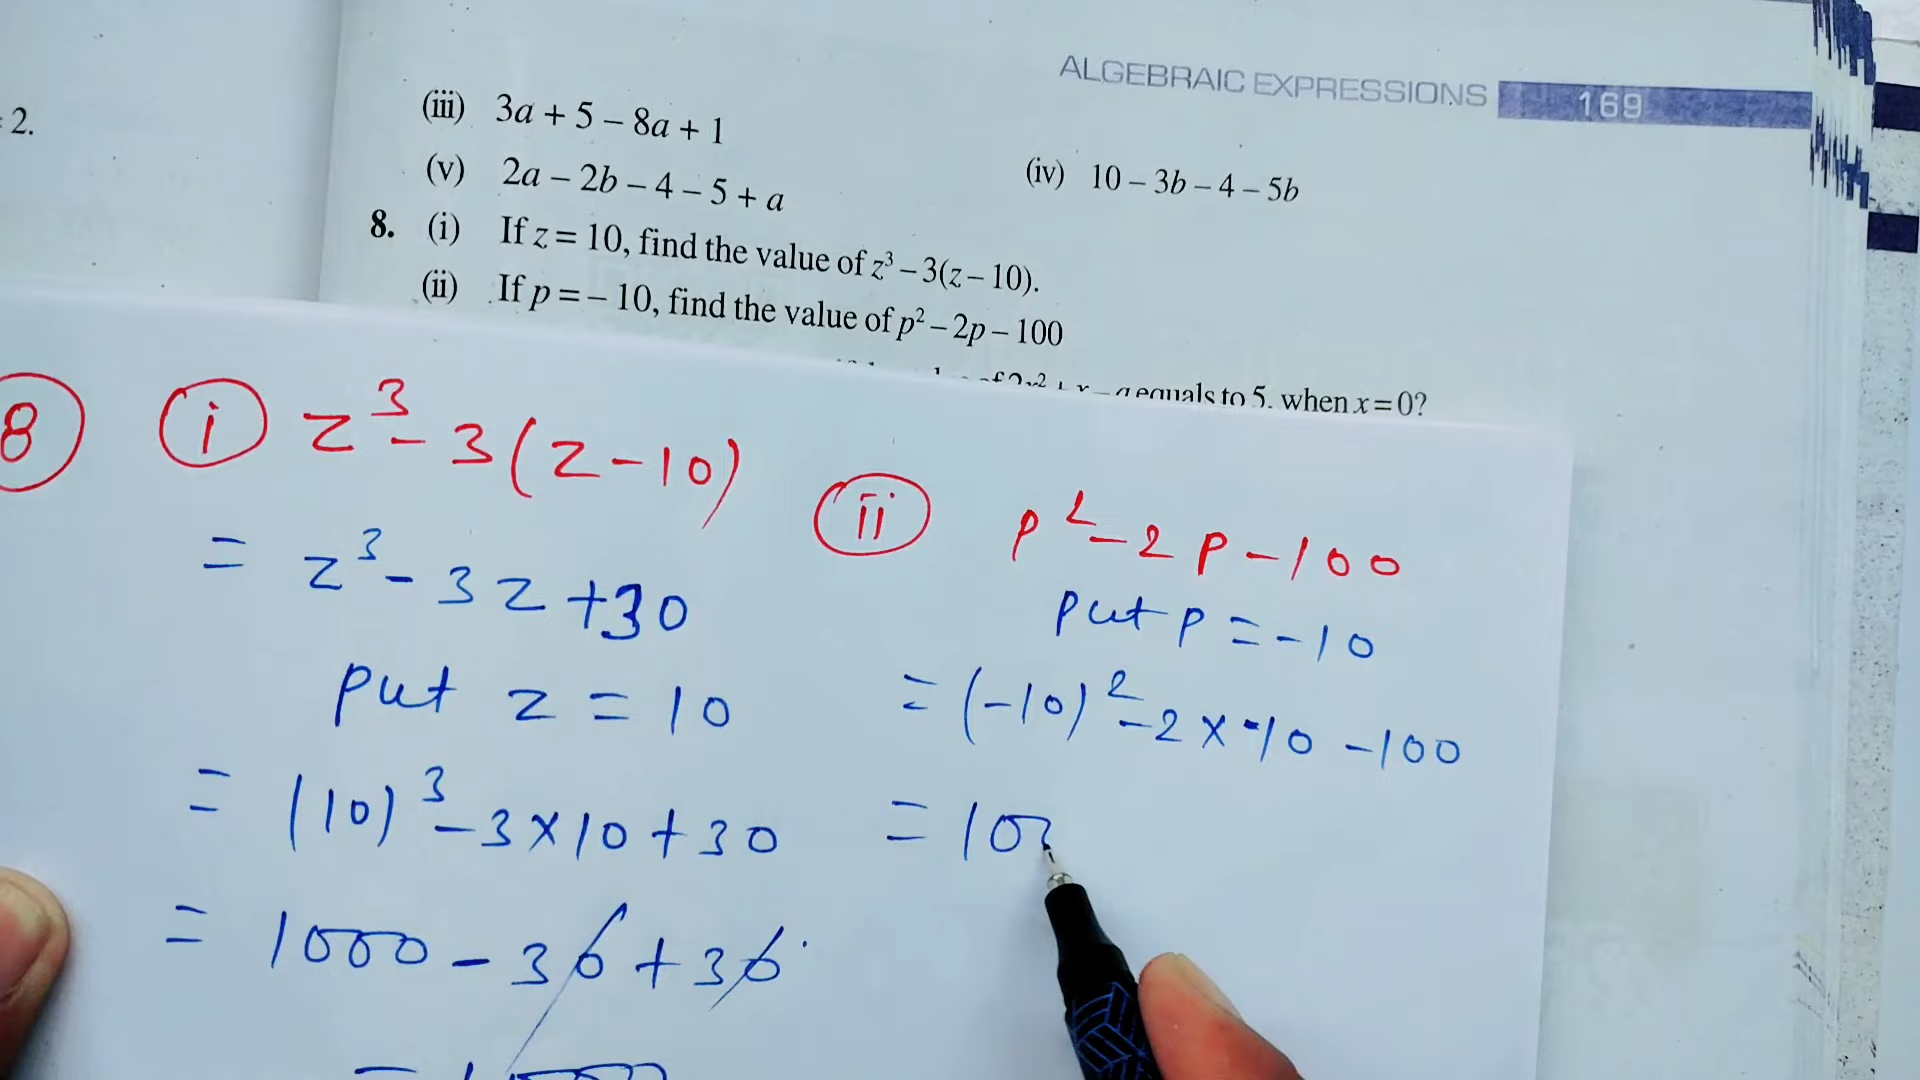 ALGEBRAIC EXPRESSIONS 169
2.
(iii) 3a + 5 – 8a + 1
(iv) 10 – 3b – 4 – 5b
(v) 2a – 2b – 4 – 5 + a
8. (i) If z = 10, find the value of z³ – 3(z – 10).
(ii) If p = – 10, find the value of p² – 2p – 100
equals to 5. when x = 0?
8 i z³ - 3(z - 10)
= z³ - 3z + 30
put z = 10
= (10)³ - 3 × 10 + 30
= 1000 - 30 + 30
ii p² - 2p - 100
put p = -10
= (-10)² - 2 × -10 - 100
= 10